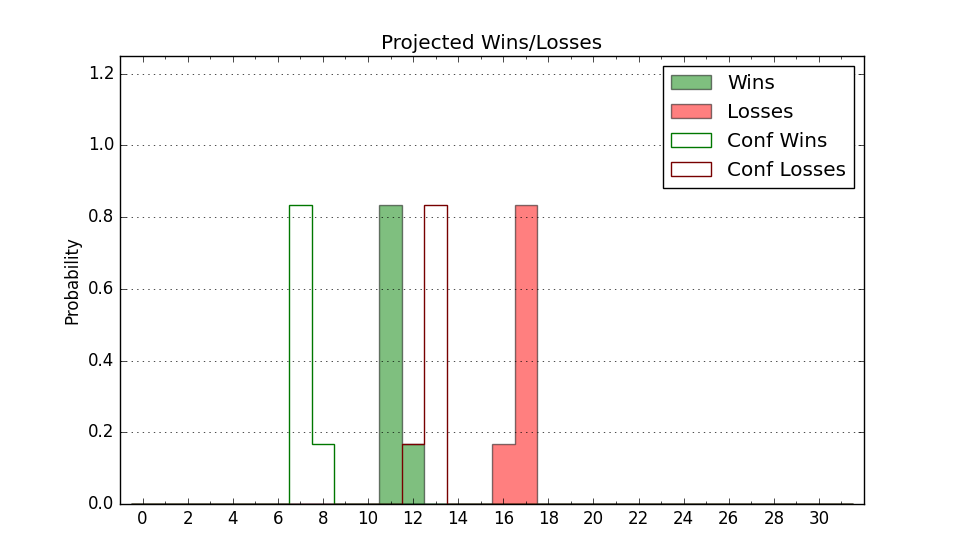 Projected Wins/Losses
Wins
Losses
Conf Wins
Conf Losses
Probability
1.2
1.0
0.8
0.6
0.4
0.2
0.0
0 2 4 6 8 10 12 14 16 18 20 22 24 26 28 30